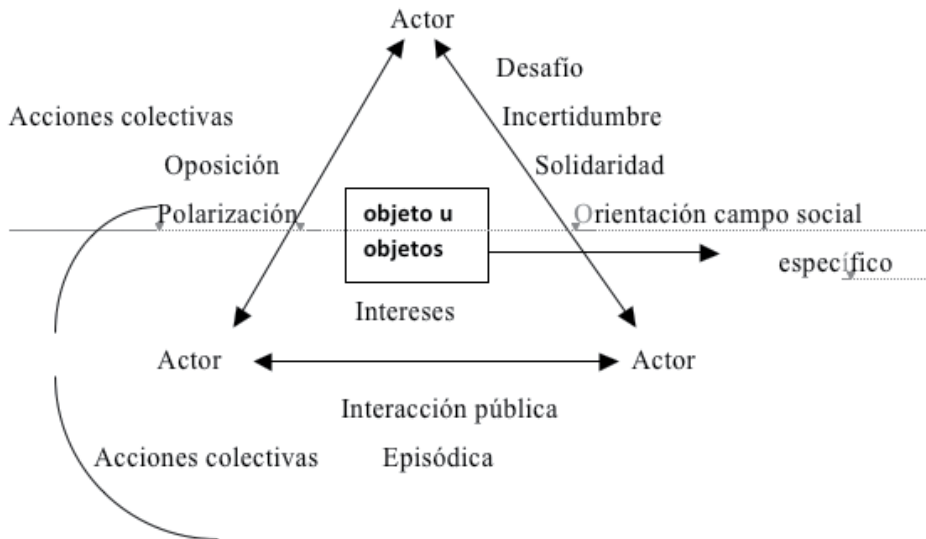 Actor
Desafío
Acciones colectivas
Incertidumbre
Oposición
Solidaridad
Polarización
objeto u
objetos
Orientación campo social
específico
Intereses
Actor
Actor
Interacción pública
Acciones colectivas
Episódica